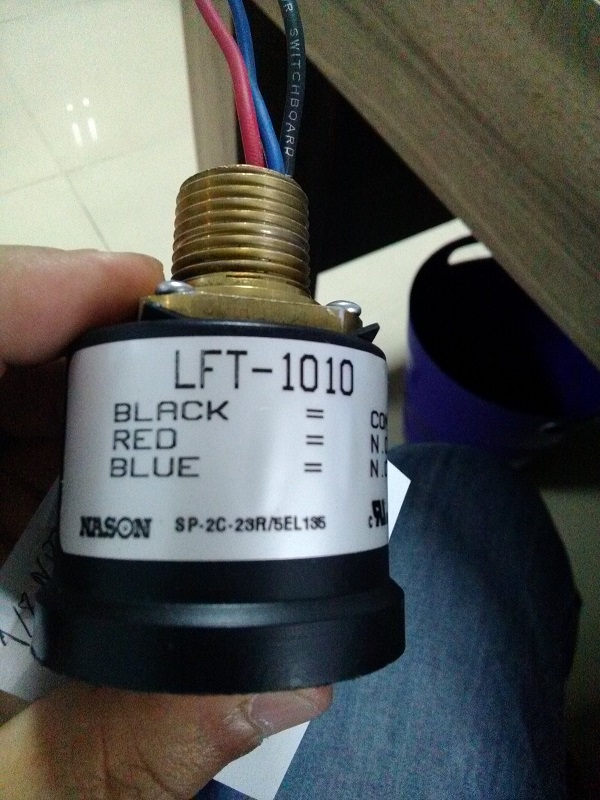 R SWITCHBOARD
LFT-1010
BLACK =
RED = N.
BLUE = N.
NASON SP-2C-23R/5EL135
c